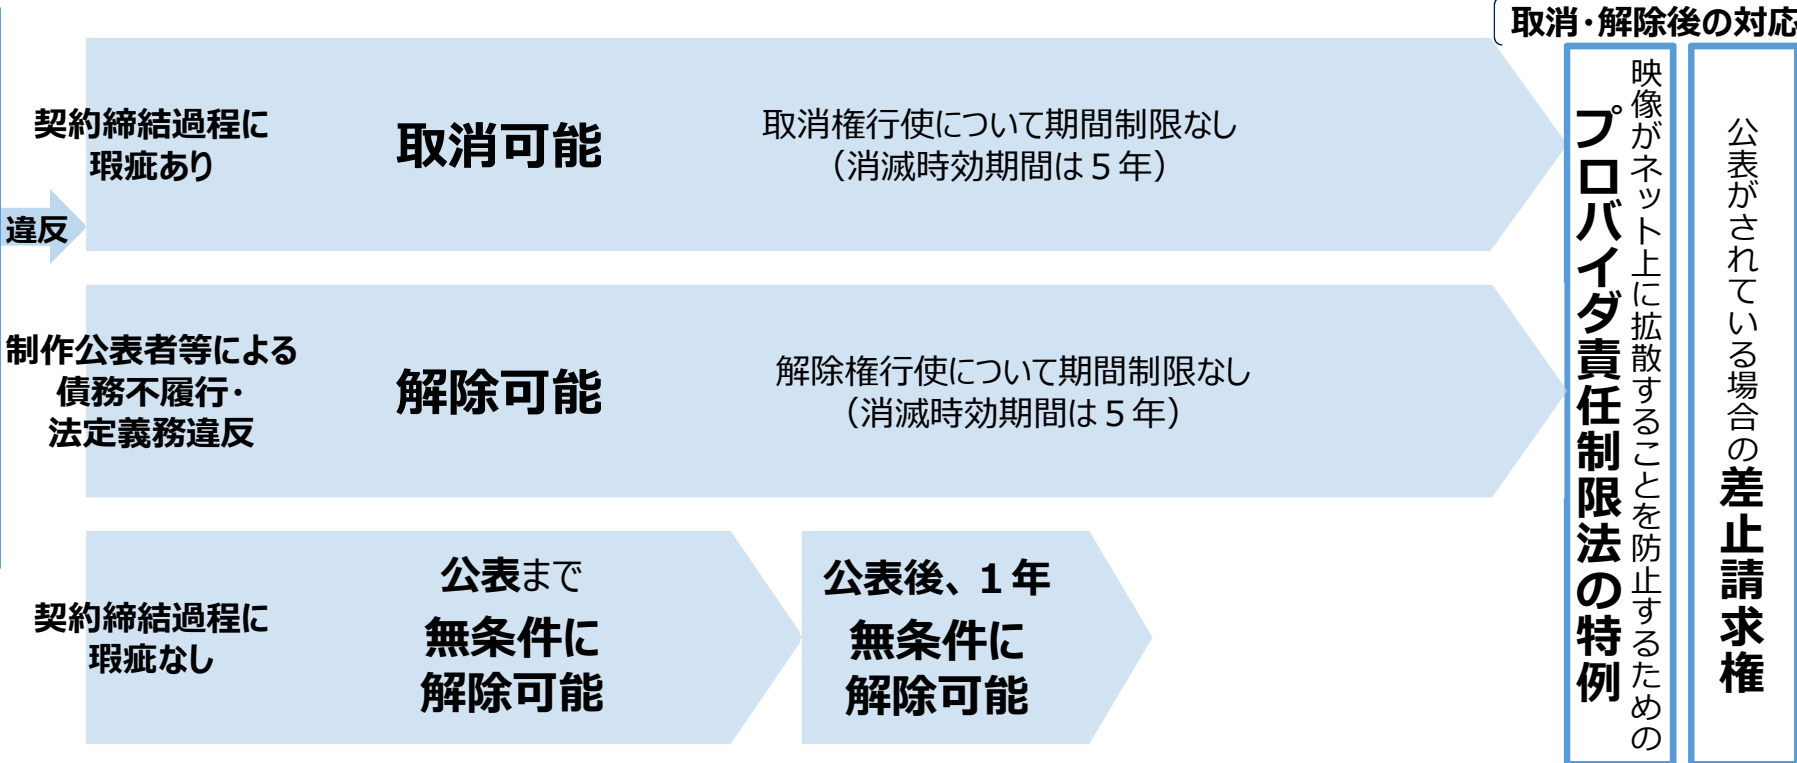 取消・解除後の対応
違反
契約締結過程に
瑕疵あり
取消可能
取消権行使について期間制限なし
（消滅時効期間は５年）
制作公表者等による
債務不履行・
法定義務違反
解除可能
解除権行使について期間制限なし
（消滅時効期間は５年）
契約締結過程に
瑕疵なし
公表まで
無条件に
解除可能
公表後、１年
無条件に
解除可能
映像がネット上に拡散することを防止するための
プロバイダ責任制限法の特例
公表がされている場合の差止請求権